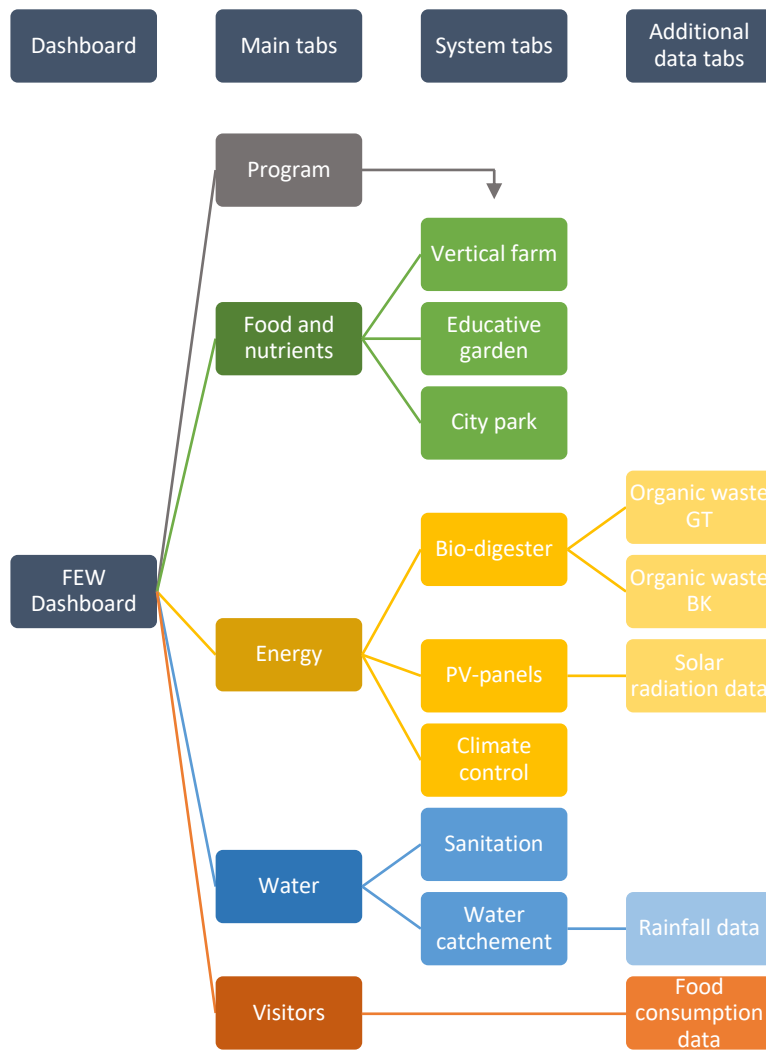 Dashboard
Main tabs
System tabs
Additional
data tabs
Program
Vertical farm
Food and
nutrients
Educative
garden
City park
Organic waste
GT
Bio-digester
FEW
Dashboard
Organic waste
BK
Energy
PV-panels
Solar
radiation data
Climate
control
Sanitation
Water
Water
catchement
Rainfall data
Visitors
Food
consumption
data